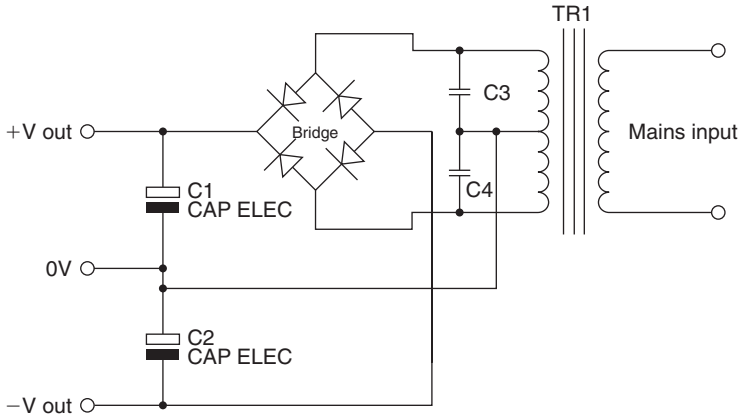 TR1
C3
+V out
Bridge
Mains input
C4
C1
CAP ELEC
0V
C2
CAP ELEC
−V out